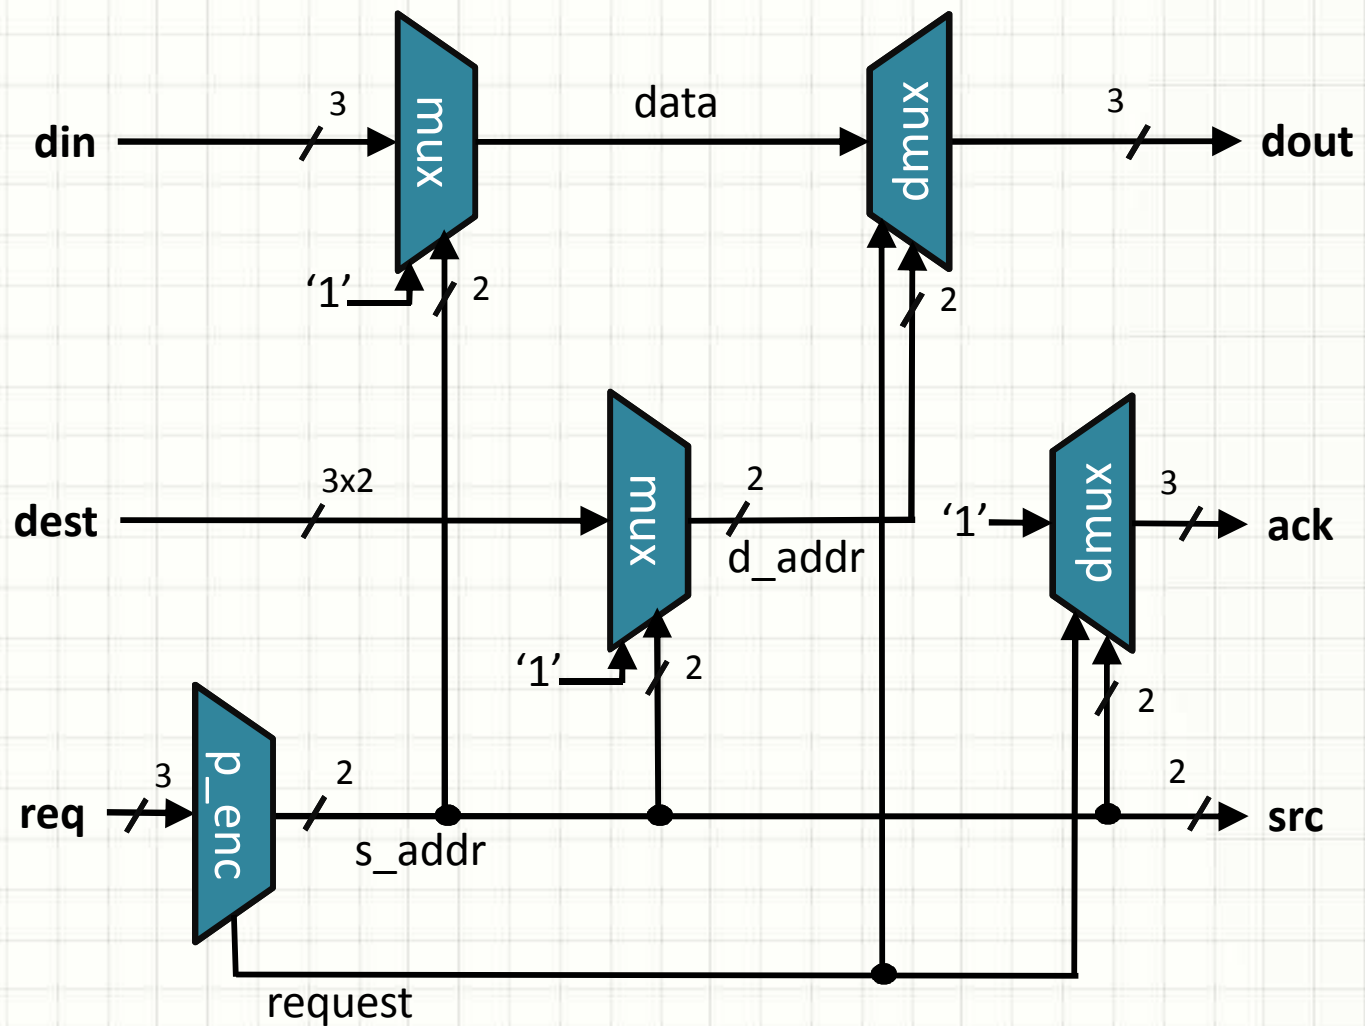 3
data
3
din
mux
dmux
dout
‘1’
2
2
3x2
2
3
dest
mux
‘1’
dmux
ack
d_addr
‘1’
2
2
3
2
2
req
p_enc
src
s_addr
request